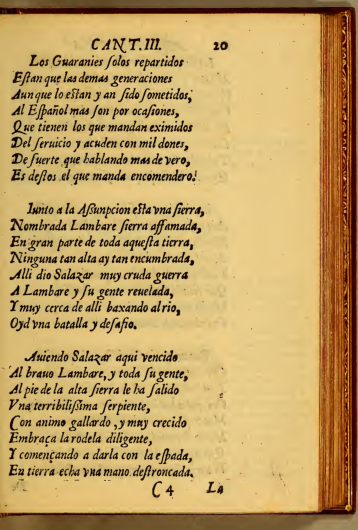 CANT. III. 20
Los Guaranies ſolos repartidos
Eſtan que las demas generaciones
Aunque lo eſtan y an ſido ſometidos,
Al Eſpañol mas ſon por ocaſiones,
Que tienen los que mandan eximidos
Del ſeruicio y acuden con mil dones,
De ſuerte que hablando mas de vero,
Es deſtos el que manda encomendero.
Iunto a la Aſsunpcion eſta vna ſierra,
Nombrada Lambare ſierra affamada,
En gran parte de toda aqueſta tierra,
Ninguna tan alta ay tan encumbrada,
Alli dio Salazar muy cruda guerra
A Lambare y ſu gente reuelada,
Y muy cerca de alli baxando al rio,
Oyd vna batalla y deſafio.
Auiendo Salazar aqui vencido
Al brauo Lambare, y toda ſu gente,
Al pie de la alta ſierra le ha ſalido
Vna terribiliſsima ſerpiente,
Con animo gallardo, y muy crecido
Embraça la rodela diligente,
Y començando a darla con la eſpada,
En tierra echa vna mano deſtroncada.
C 4 La